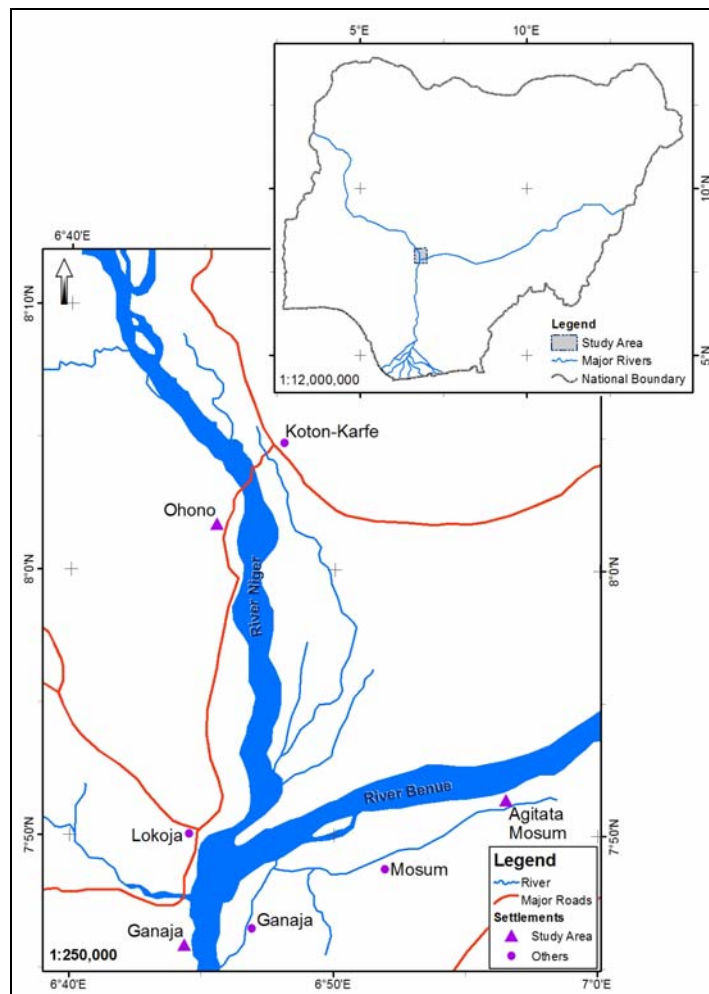 5°E
10°E
10°N
5°N
Legend
Study Area
Major Rivers
National Boundary
1:12,000,000
6°40'E
8°10'N
Koton-Karfe
Ohono
8°0'N
8°0'N
River Niger
River Benue
Agitata
Mosum
Lokoja
7°50'N
7°50'N
Mosum
Legend
River
Major Roads
Settlements
Study Area
Others
Ganaja
Ganaja
1:250,000
6°40'E
6°50'E
7°0'E